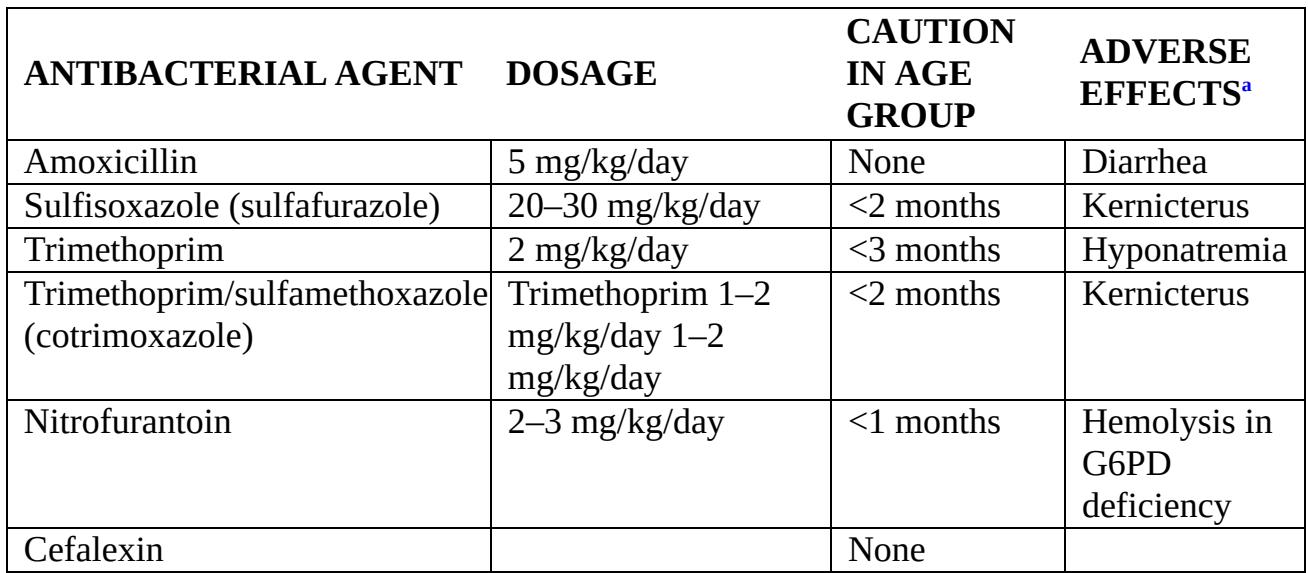 ANTIBACTERIAL AGENT DOSAGE CAUTION IN AGE GROUP ADVERSE EFFECTSa
Amoxicillin 5 mg/kg/day None Diarrhea
Sulfisoxazole (sulfafurazole) 20–30 mg/kg/day <2 months Kernicterus
Trimethoprim 2 mg/kg/day <3 months Hyponatremia
Trimethoprim/sulfamethoxazole Trimethoprim 1–2 <2 months Kernicterus
(cotrimoxazole) mg/kg/day 1–2
mg/kg/day
Nitrofurantoin 2–3 mg/kg/day <1 months Hemolysis in
G6PD
deficiency
Cefalexin None